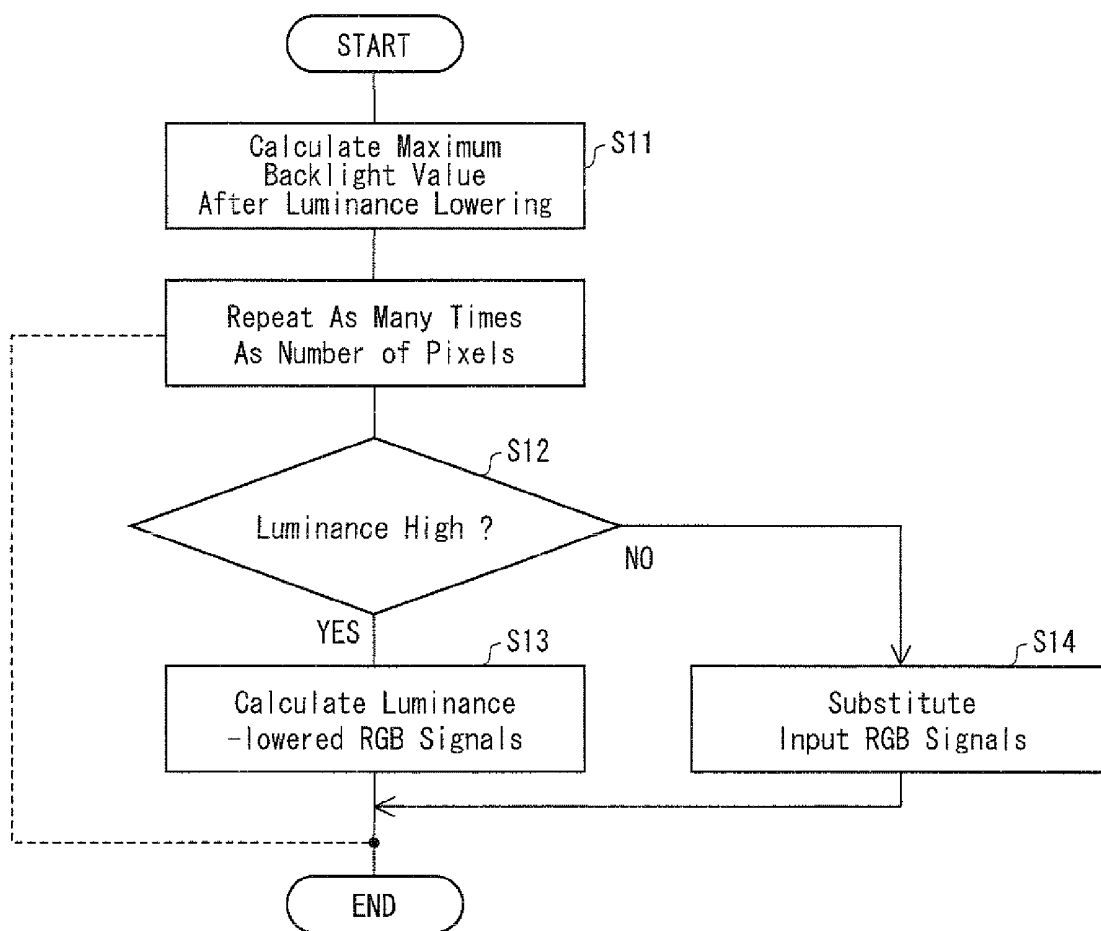 START
S11
Calculate Maximum
Backlight Value
After Luminance Lowering
Repeat As Many Times
As Number of Pixels
S12
Luminance High ?
NO
YES
S13
Calculate Luminance
-lowered RGB Signals
S14
Substitute
Input RGB Signals
END